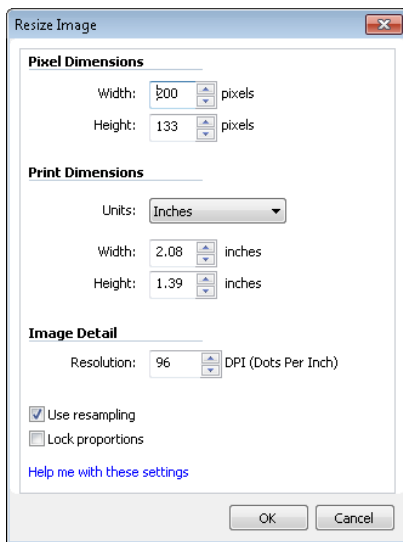 Resize Image
Pixel Dimensions
Width: 200 pixels
Height: 133 pixels
Print Dimensions
Units: Inches
Width: 2.08 inches
Height: 1.39 inches
Image Detail
Resolution: 96 DPI (Dots Per Inch)
Use resampling
Lock proportions
Help me with these settings
OK Cancel